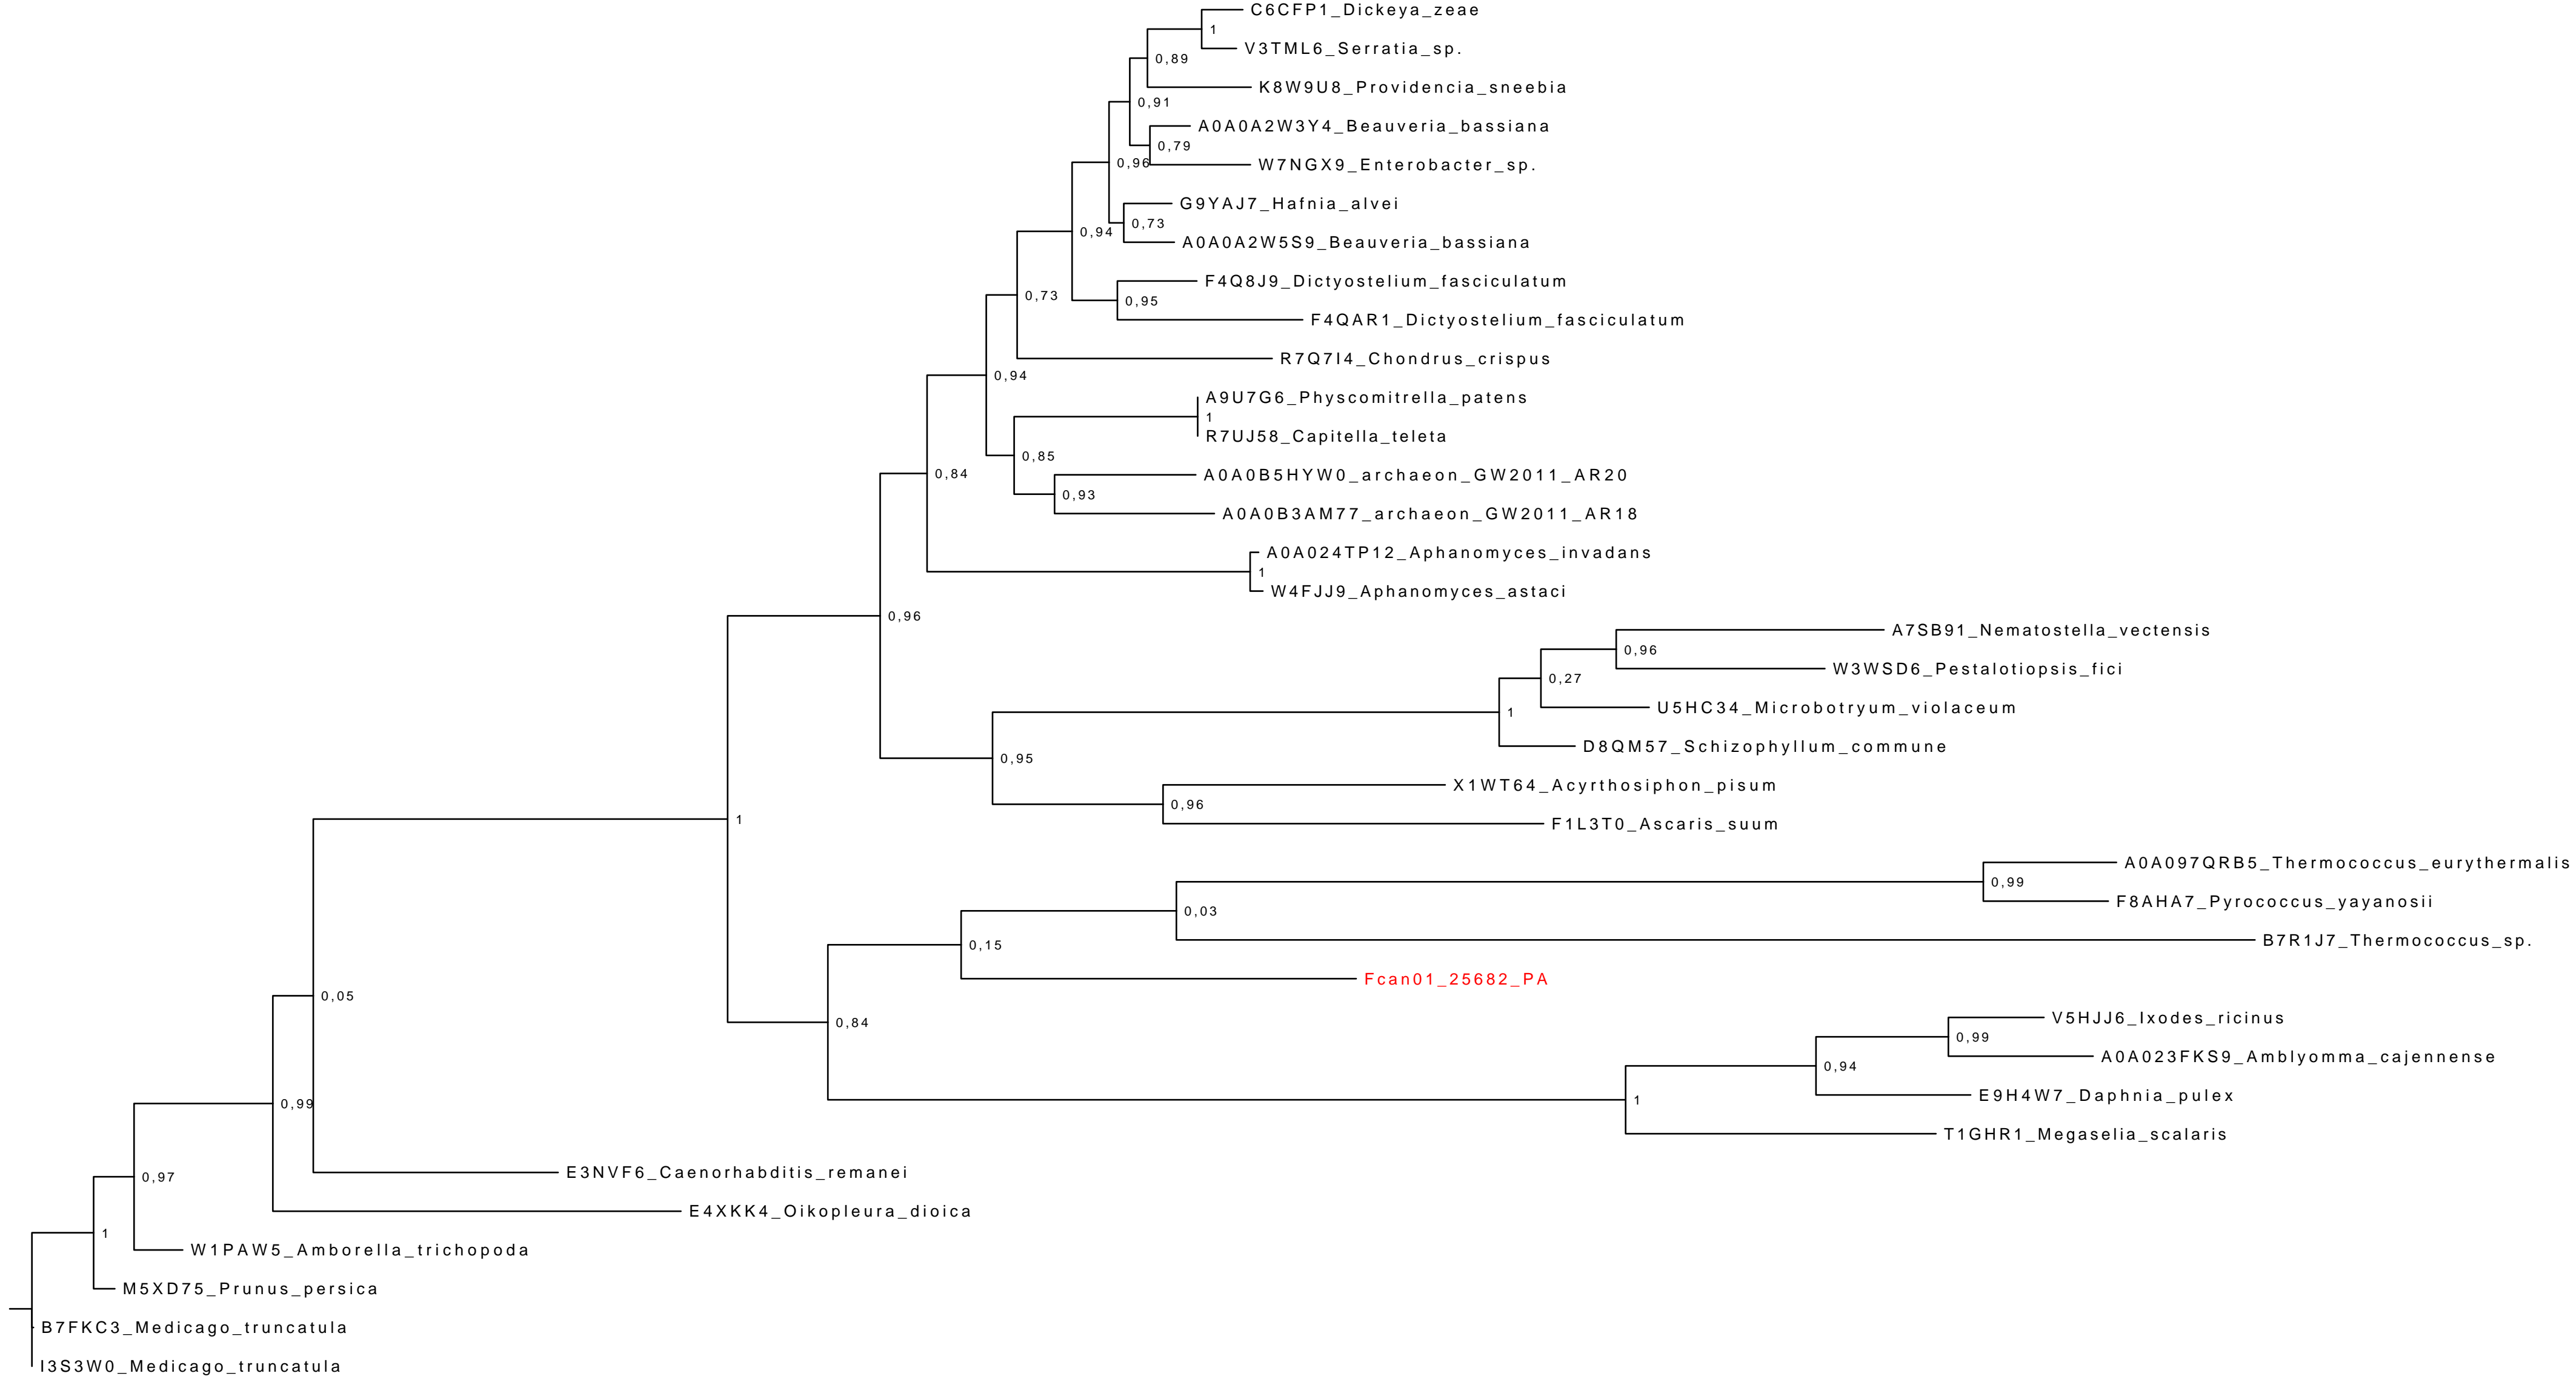 C6CFP1_Dickeya_zeae
1
V3TML6_Serratia_sp.
0,89
K8W9U8_Providencia_sneebia
0,91
A0A0A2W3Y4_Beauveria_bassiana
0,79
0,96
W7NGX9_Enterobacter_sp.
G9YAJ7_Hafnia_alvei
0,73
0,94
A0A0A2W5S9_Beauveria_bassiana
F4Q8J9_Dictyostelium_fasciculatum
0,73
0,95
F4QAR1_Dictyostelium_fasciculatum
R7Q7I4_Chondrus_crispus
0,94
A9U7G6_Physcomitrella_patens
1
R7UJ58_Capitella_teleta
0,85
0,84
A0A0B5HYW0_archaeon_GW2011_AR20
0,93
A0A0B3AM77_archaeon_GW2011_AR18
A0A024TP12_Aphanomyces_invadans
1
W4FJJ9_Aphanomyces_astaci
0,96
A7SB91_Nematostella_vectensis
0,96
W3WSD6_Pestalotiopsis_fici
0,27
U5HC34_Microbotryum_violaceum
1
D8QM57_Schizophyllum_commune
0,95
X1WT64_Acyrthosiphon_pisum
0,96
F1L3T0_Ascaris_suum
1
A0A097QRB5_Thermococcus_eurythermalis
0,99
F8AHA7_Pyrococcus_yayanosii
0,03
B7R1J7_Thermococcus_sp.
0,15
Fcan01_25682_PA
0,05
0,84
V5HJJ6_Ixodes_ricinus
0,99
A0A023FKS9_Amblyomma_cajennense
0,94
E9H4W7_Daphnia_pulex
1
0,99
T1GHR1_Megaselia_scalaris
E3NVF6_Caenorhabditis_remanei
0,97
E4XKK4_Oikopleura_dioica
1
W1PAW5_Amborella_trichopoda
M5XD75_Prunus_persica
B7FKC3_Medicago_truncatula
I3S3W0_Medicago_truncatula